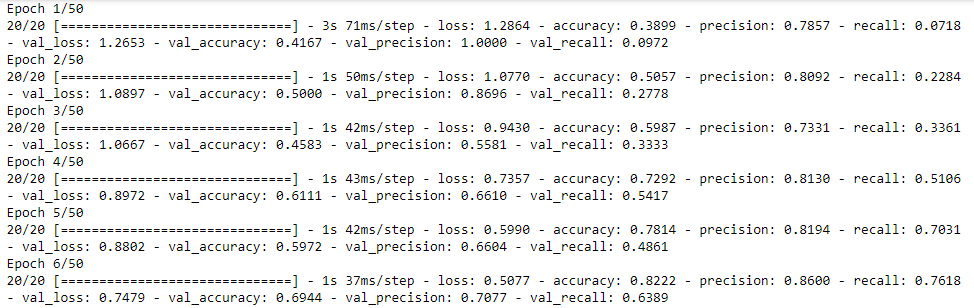 Epoch 1/50
20/20 [==============================] - 3s 71ms/step - loss: 1.2864 - accuracy: 0.3899 - precision: 0.7857 - recall: 0.0718
- val_loss: 1.2653 - val_accuracy: 0.4167 - val_precision: 1.0000 - val_recall: 0.0972
Epoch 2/50
20/20 [==============================] - 1s 50ms/step - loss: 1.0770 - accuracy: 0.5057 - precision: 0.8092 - recall: 0.2284
- val_loss: 1.0897 - val_accuracy: 0.5000 - val_precision: 0.8696 - val_recall: 0.2778
Epoch 3/50
20/20 [==============================] - 1s 42ms/step - loss: 0.9430 - accuracy: 0.5987 - precision: 0.7331 - recall: 0.3361
- val_loss: 1.0667 - val_accuracy: 0.4583 - val_precision: 0.5581 - val_recall: 0.3333
Epoch 4/50
20/20 [==============================] - 1s 43ms/step - loss: 0.7357 - accuracy: 0.7292 - precision: 0.8130 - recall: 0.5106
- val_loss: 0.8972 - val_accuracy: 0.6111 - val_precision: 0.6610 - val_recall: 0.5417
Epoch 5/50
20/20 [==============================] - 1s 42ms/step - loss: 0.5990 - accuracy: 0.7814 - precision: 0.8194 - recall: 0.7031
- val_loss: 0.8802 - val_accuracy: 0.5972 - val_precision: 0.6604 - val_recall: 0.4861
Epoch 6/50
20/20 [==============================] - 1s 37ms/step - loss: 0.5077 - accuracy: 0.8222 - precision: 0.8600 - recall: 0.7618
- val_loss: 0.7479 - val_accuracy: 0.6944 - val_precision: 0.7077 - val_recall: 0.6389